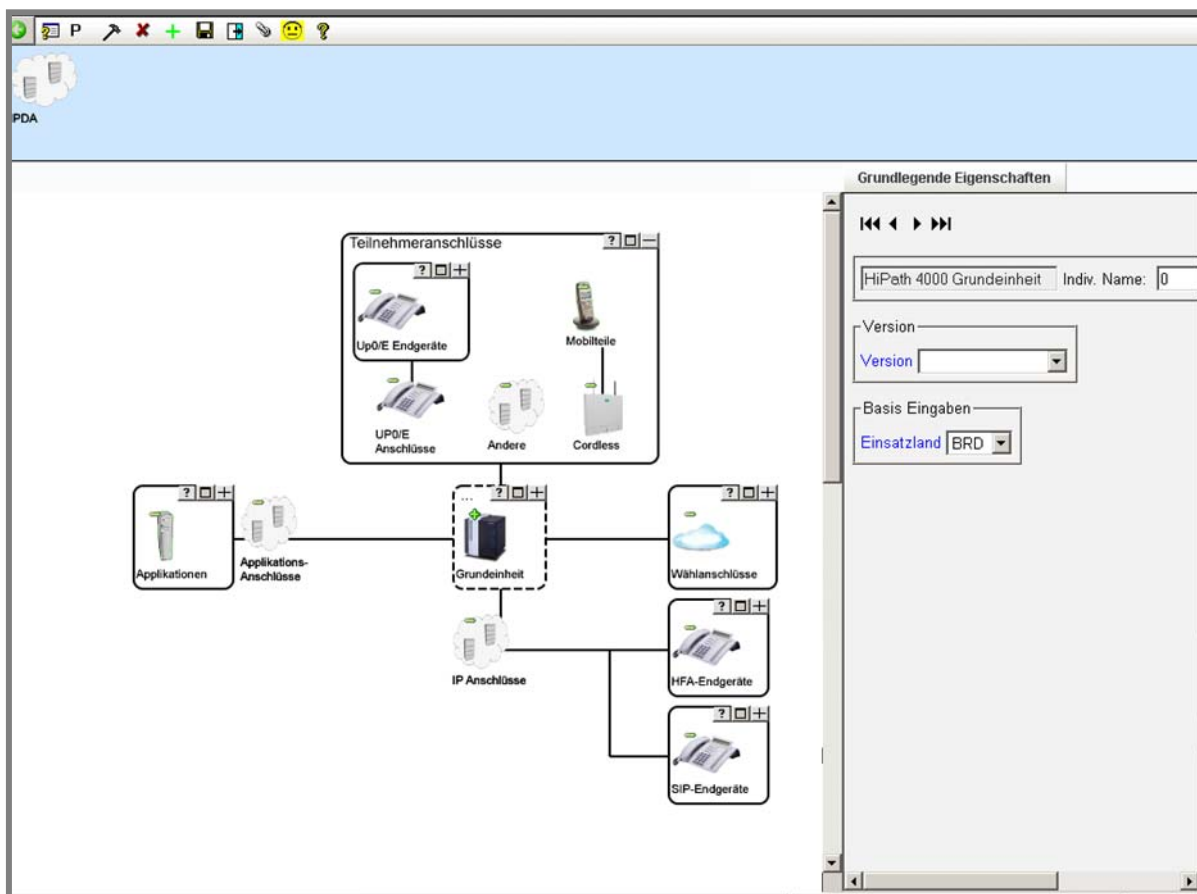 P
PDA
Grundlegende Eigenschaften
HiPath 4000 Grundeinheit Indiv. Name: 0
Version
Version
Basis Eingaben
Einsatzland BRD
Teilnehmeranschlüsse
Up0/E Endgeräte
Mobilteile
UP0/E
Anschlüsse
Andere
Cordless
Applikationen
Applikations-
Anschlüsse
...
Grundeinheit
Wählanschlüsse
IP Anschlüsse
HFA-Endgeräte
SIP-Endgeräte